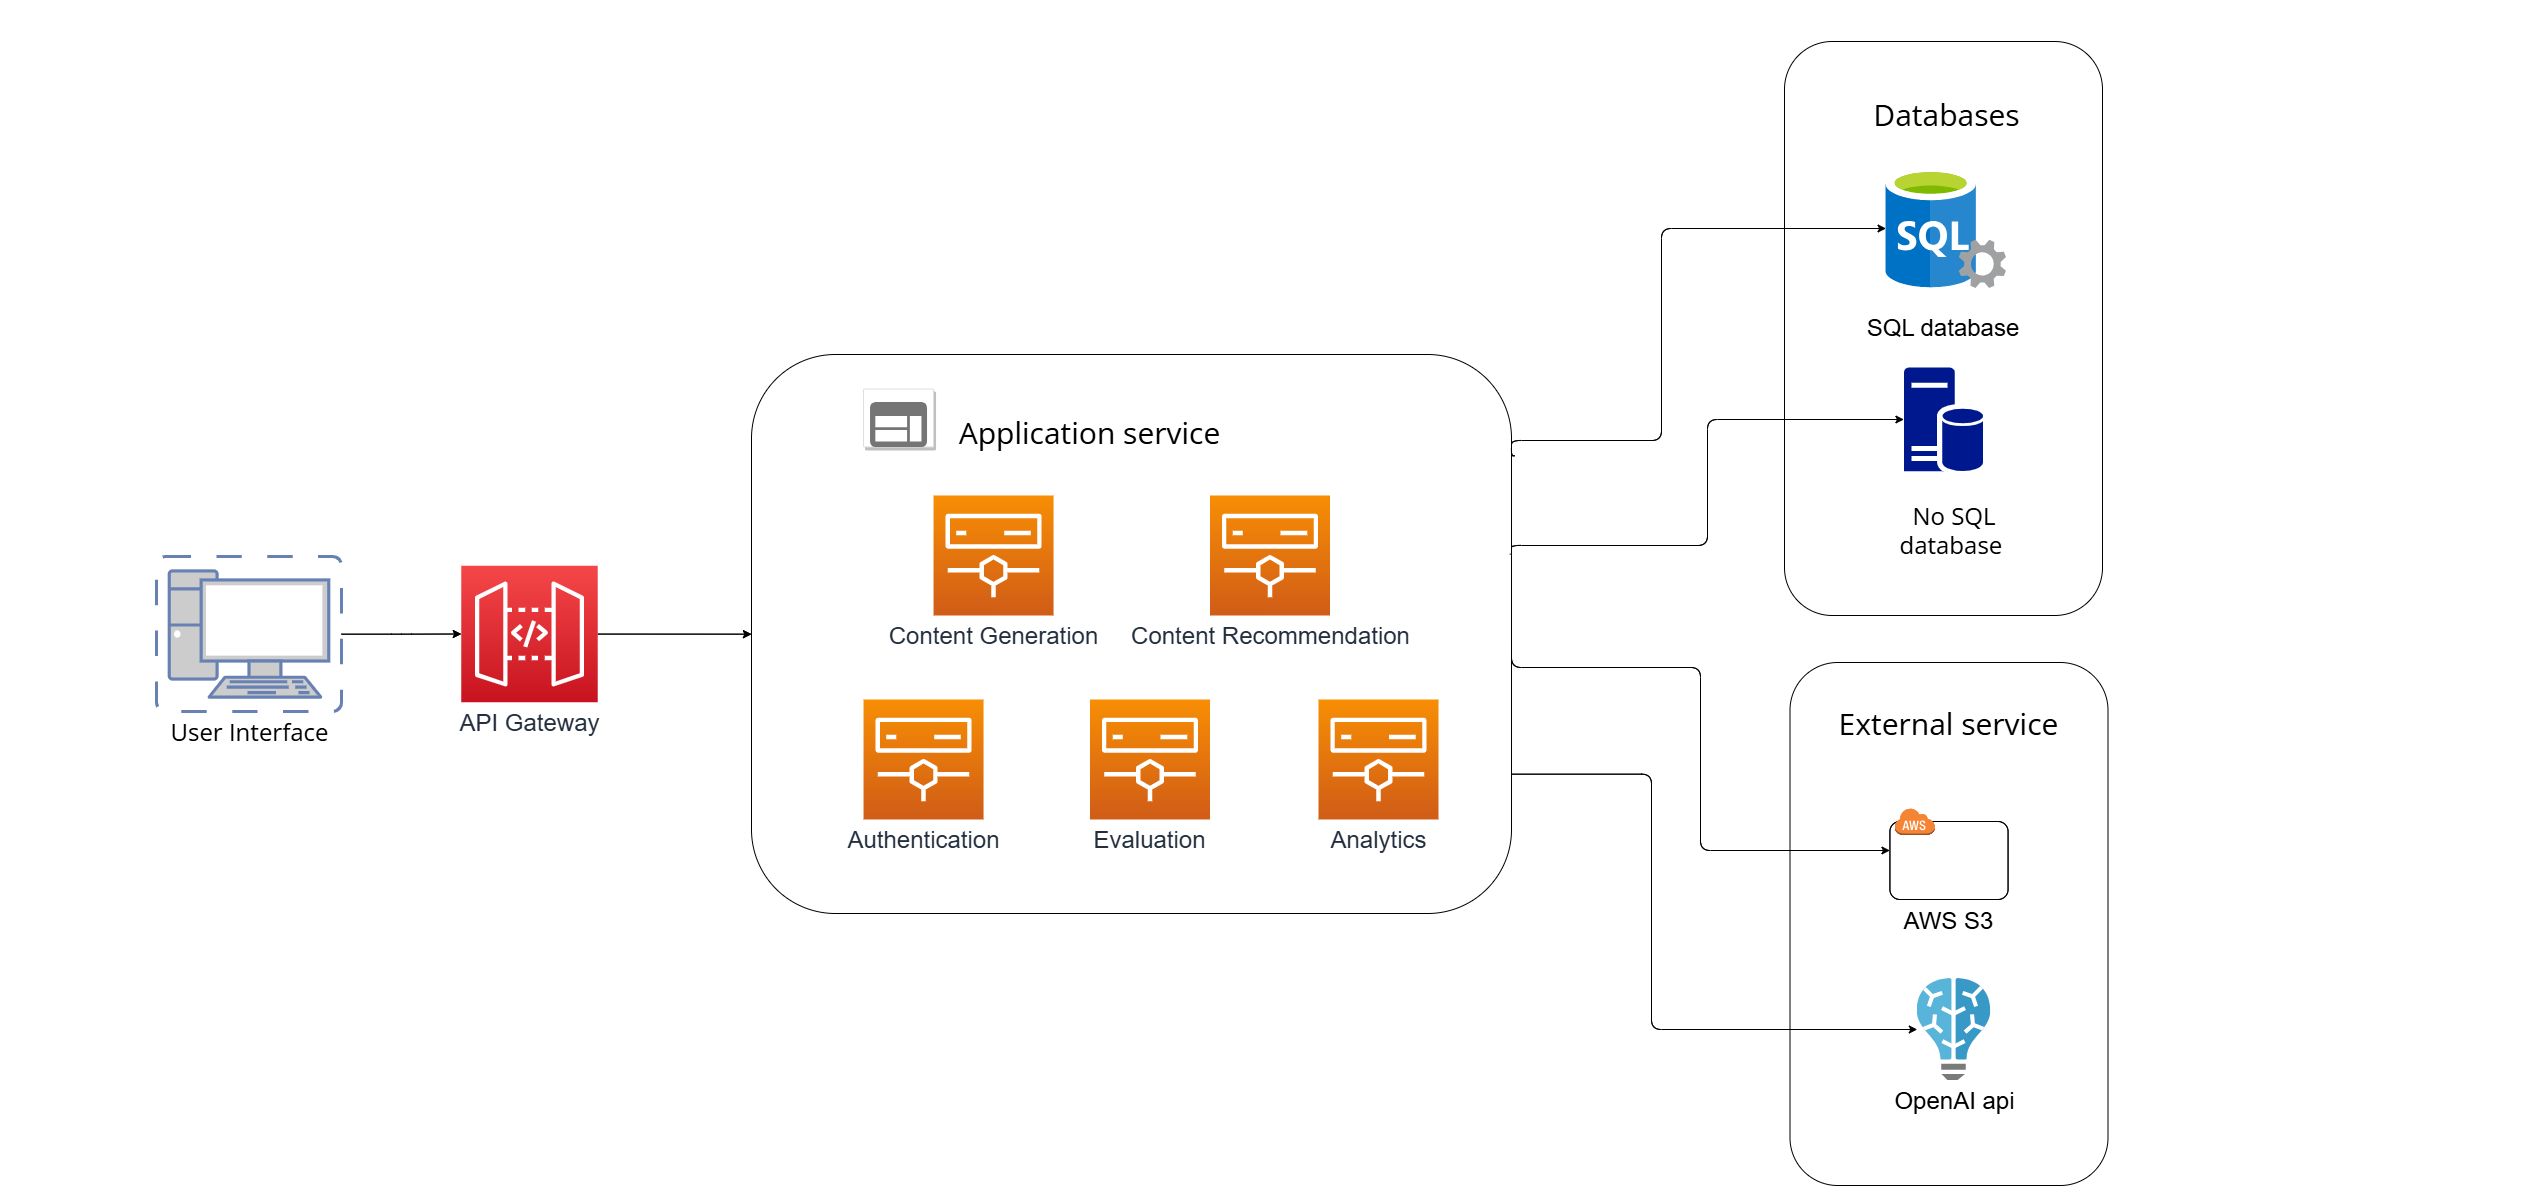 Databases
SQL
SQL database
No SQL
database
Application service
Content Generation
Content Recommendation
Authentication
Evaluation
Analytics
User Interface
</>
API Gateway
External service
AWS
AWS S3
OpenAI api